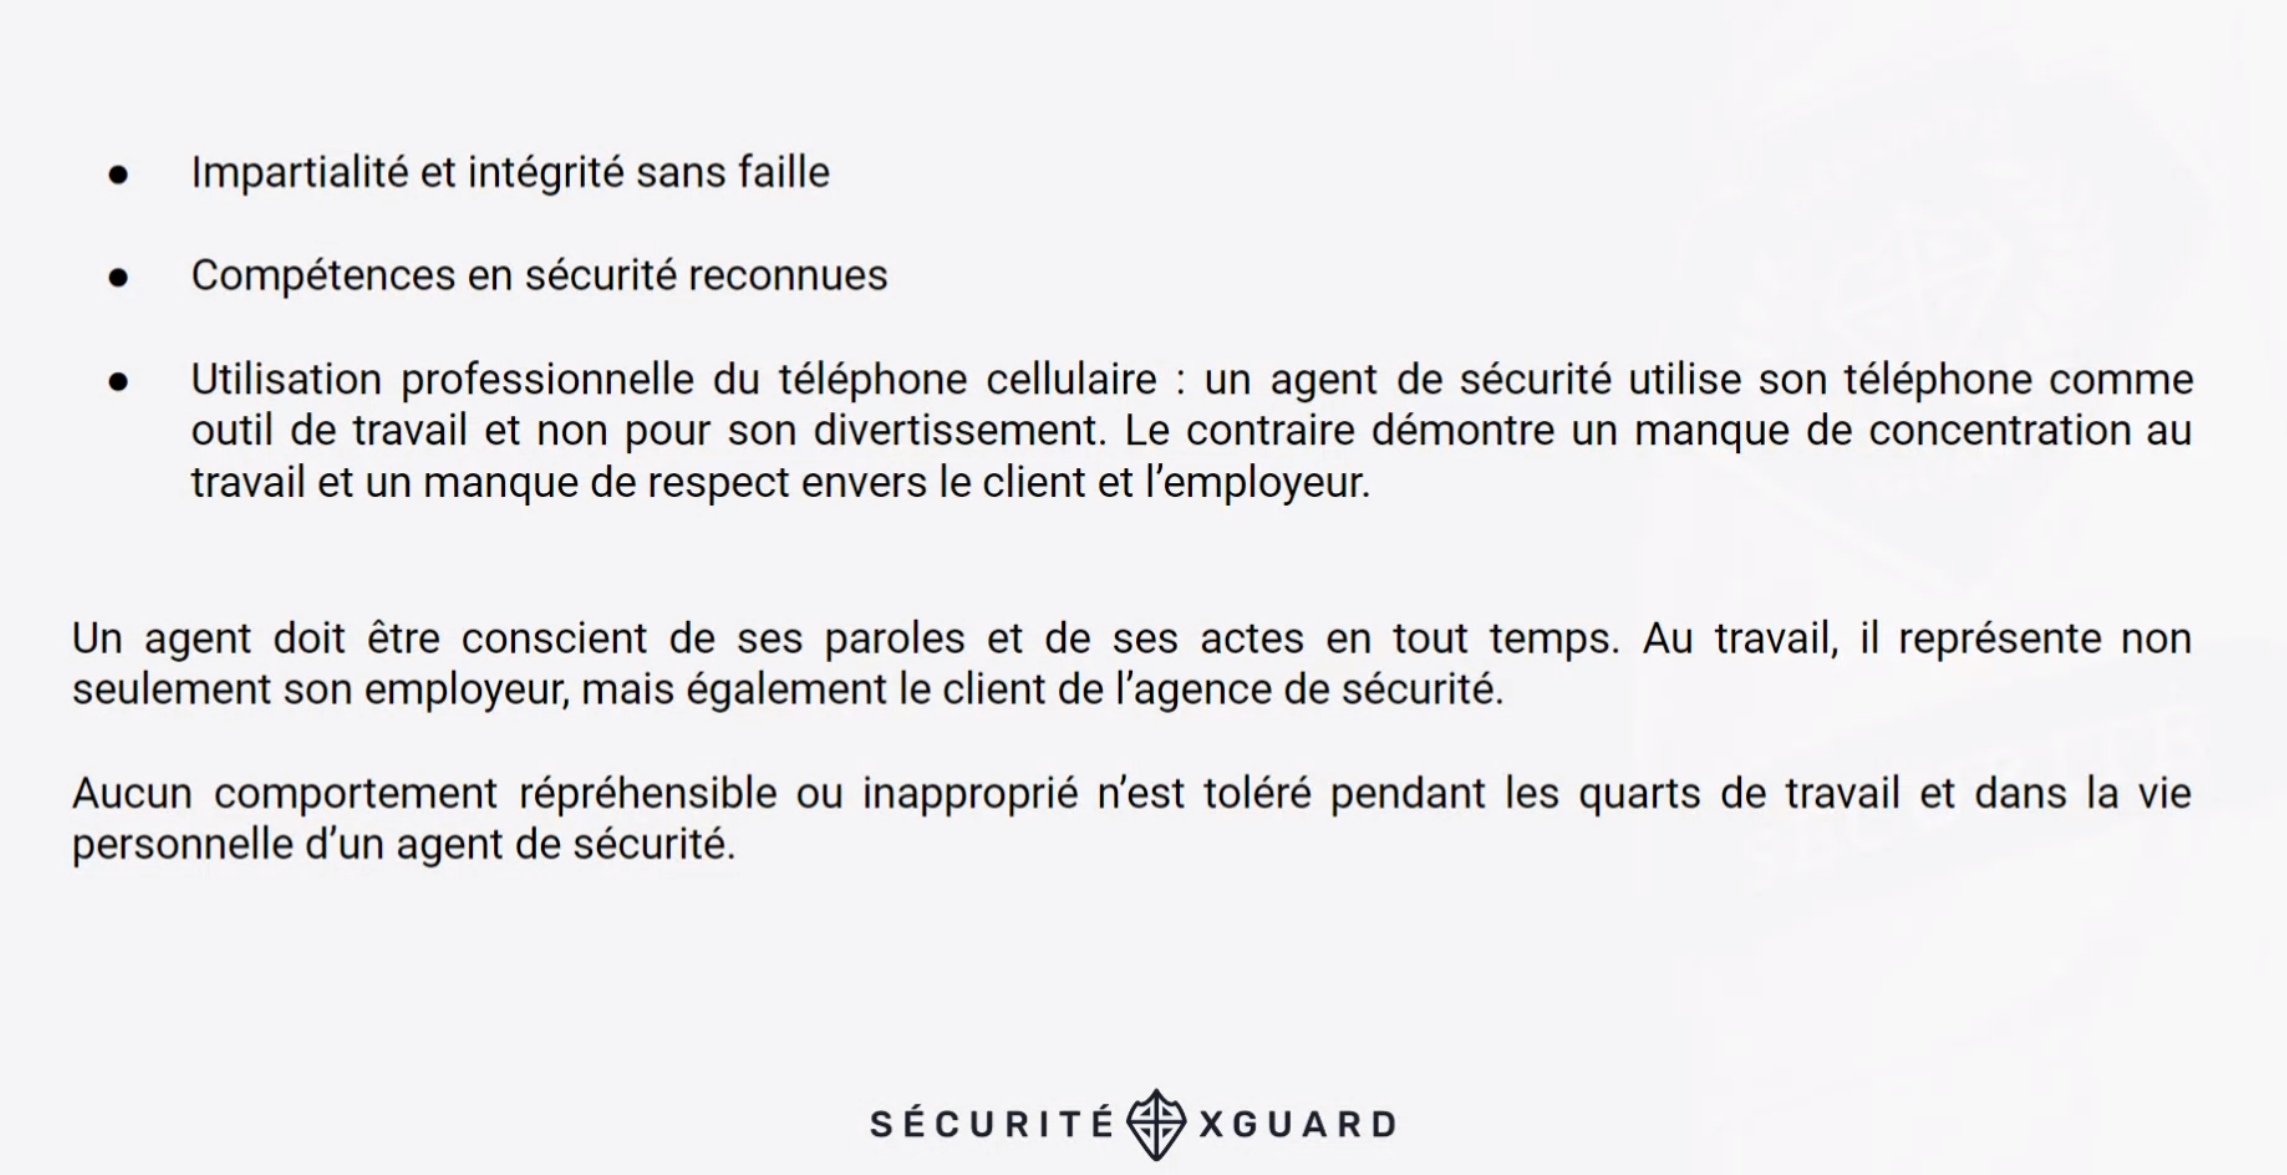 ● Impartialité et intégrité sans faille
● Compétences en sécurité reconnues
● Utilisation professionnelle du téléphone cellulaire : un agent de sécurité utilise son téléphone comme
outil de travail et non pour son divertissement. Le contraire démontre un manque de concentration au
travail et un manque de respect envers le client et l’employeur.
Un agent doit être conscient de ses paroles et de ses actes en tout temps. Au travail, il représente non
seulement son employeur, mais également le client de l’agence de sécurité.
Aucun comportement répréhensible ou inapproprié n’est toléré pendant les quarts de travail et dans la vie
personnelle d’un agent de sécurité.
SÉCURITÉ XGUARD